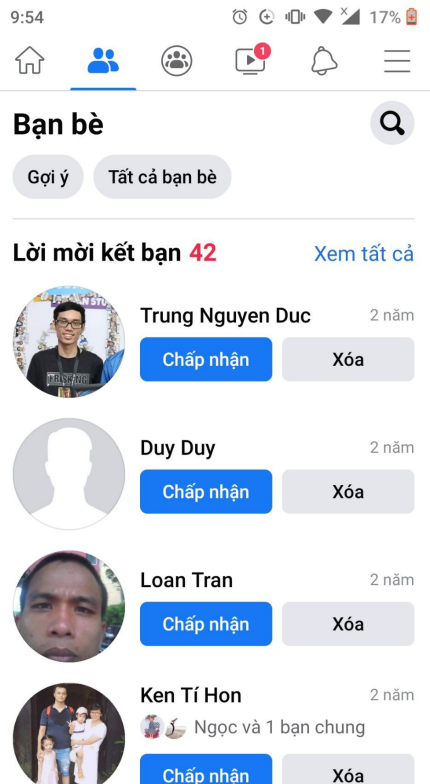 9:54
17%
1
Bạn bè
Gợi ý
Tất cả bạn bè
Lời mời kết bạn 42
Xem tất cả
Trung Nguyen Duc
2 năm
Chấp nhận
Xóa
Duy Duy
2 năm
Chấp nhận
Xóa
Loan Tran
2 năm
Chấp nhận
Xóa
Ken Tí Hon
2 năm
Ngọc và 1 bạn chung
Chấp nhận
Xóa